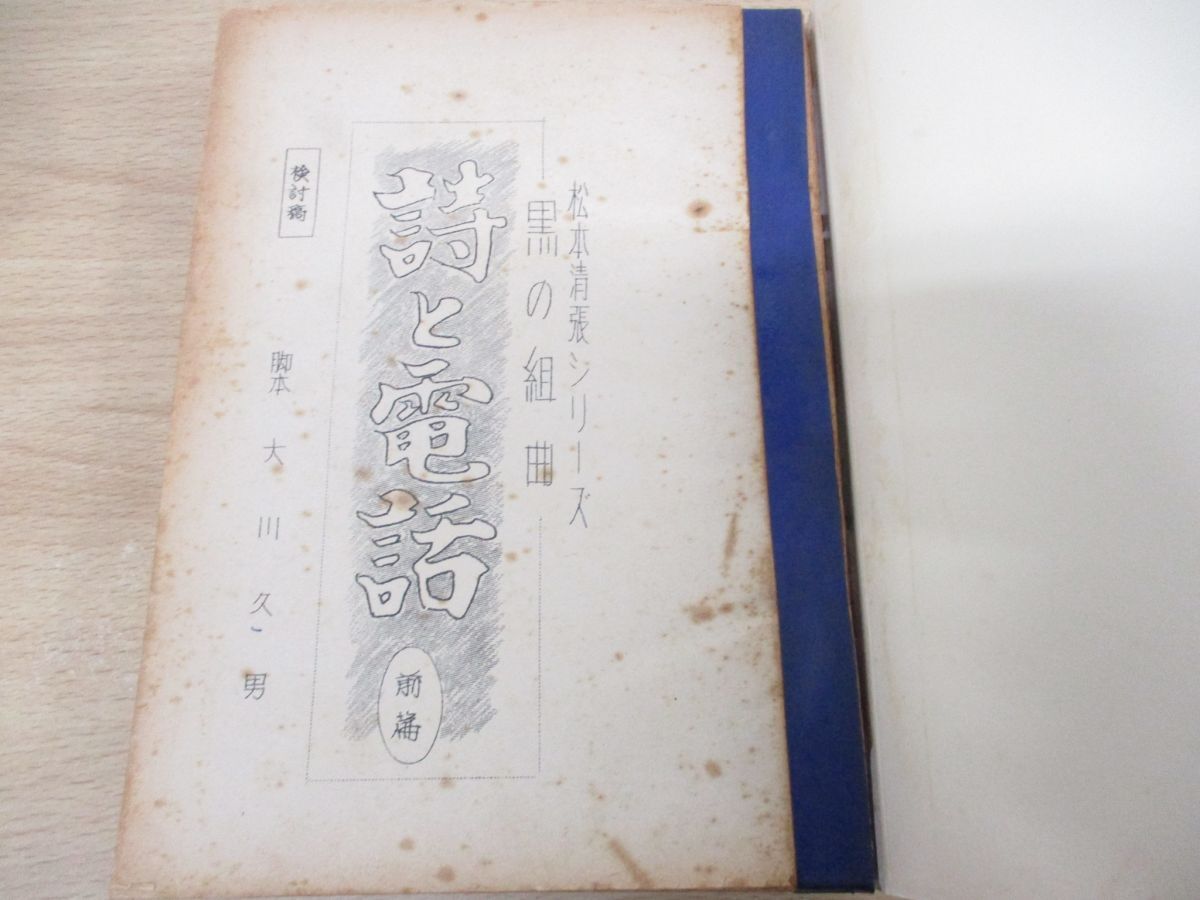 松本清張シリーズ
黒の組曲
詩と電話
前篇
検討稿
脚本 大川久男